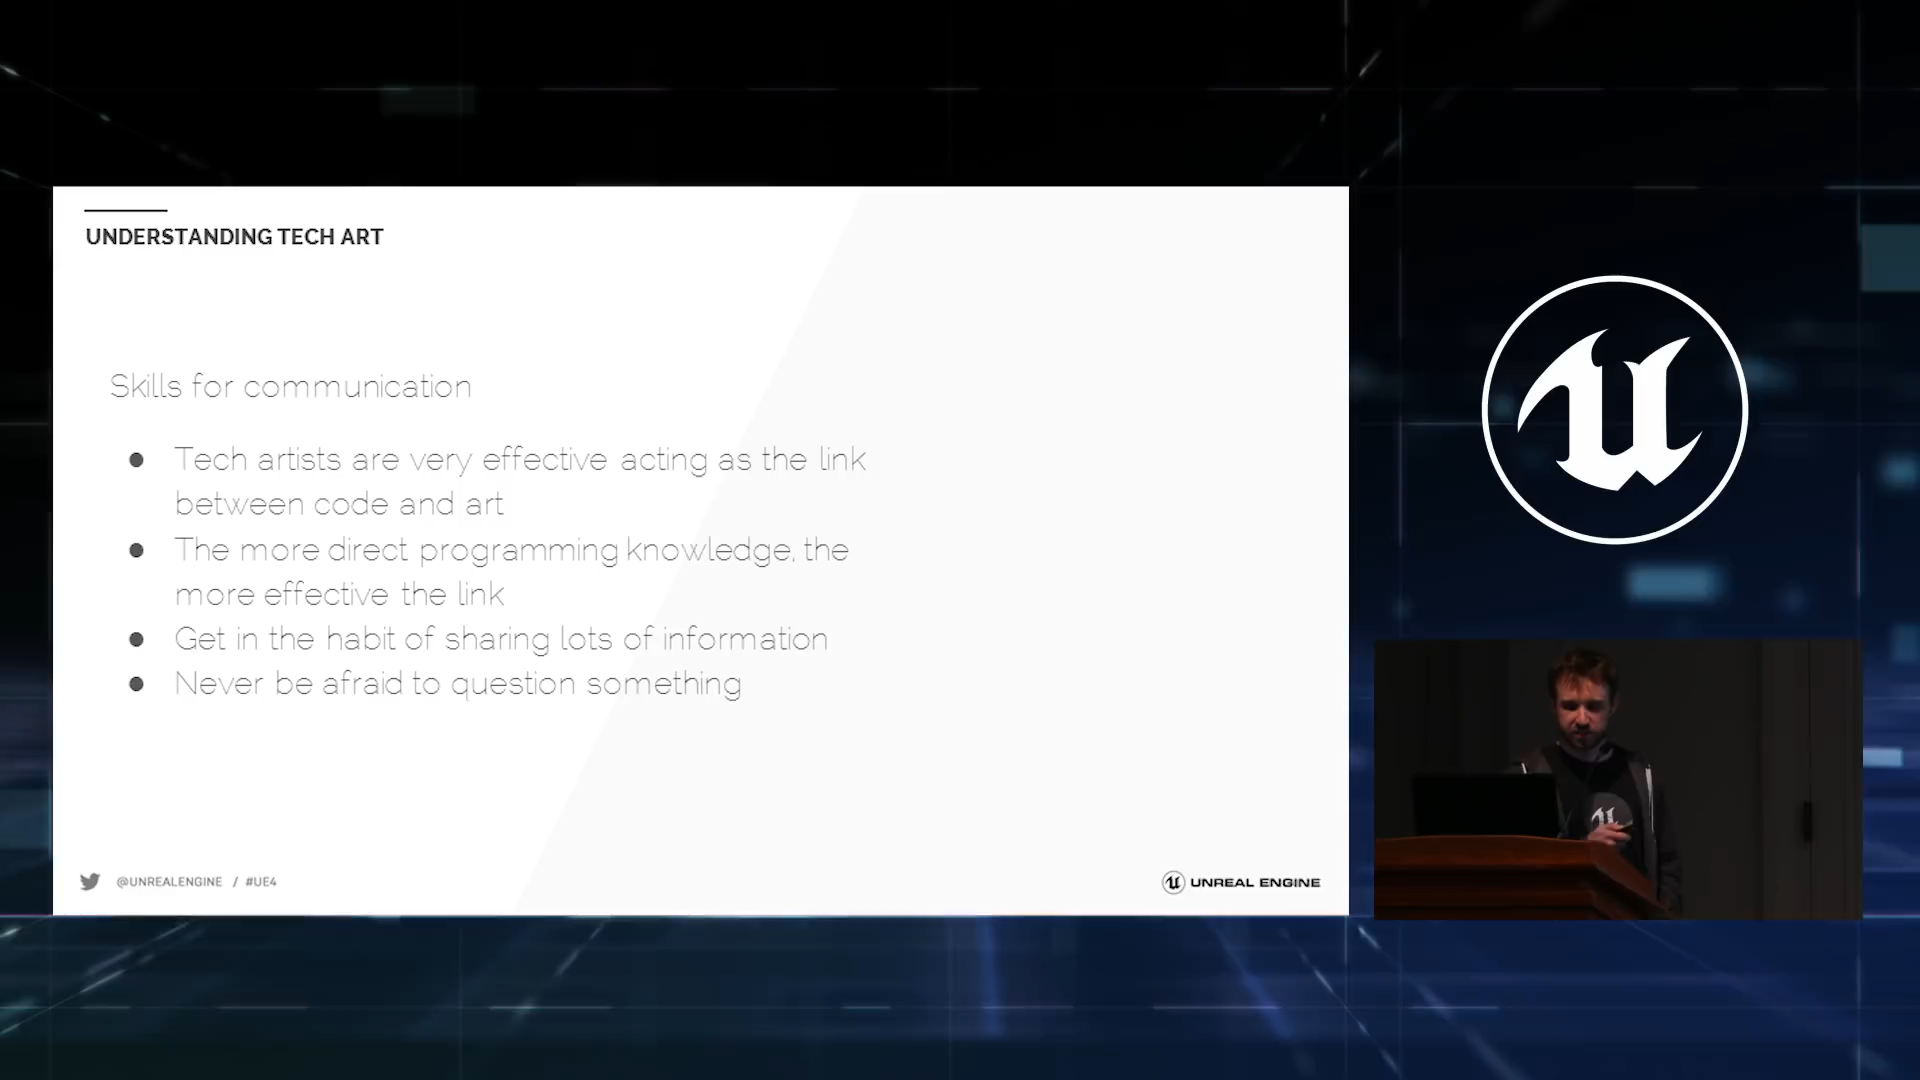 UNDERSTANDING TECH ART
Skills for communication
● Tech artists are very effective acting as the link
between code and art
● The more direct programming knowledge, the
more effective the link
● Get in the habit of sharing lots of information
● Never be afraid to question something
@UNREALENGINE / #UE4
UNREAL ENGINE